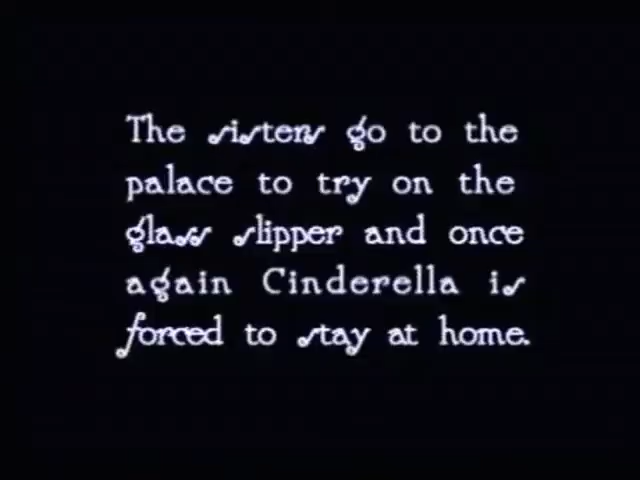 The sisters go to the
palace to try on the
glass slipper and once
again Cinderella is
forced to stay at home.